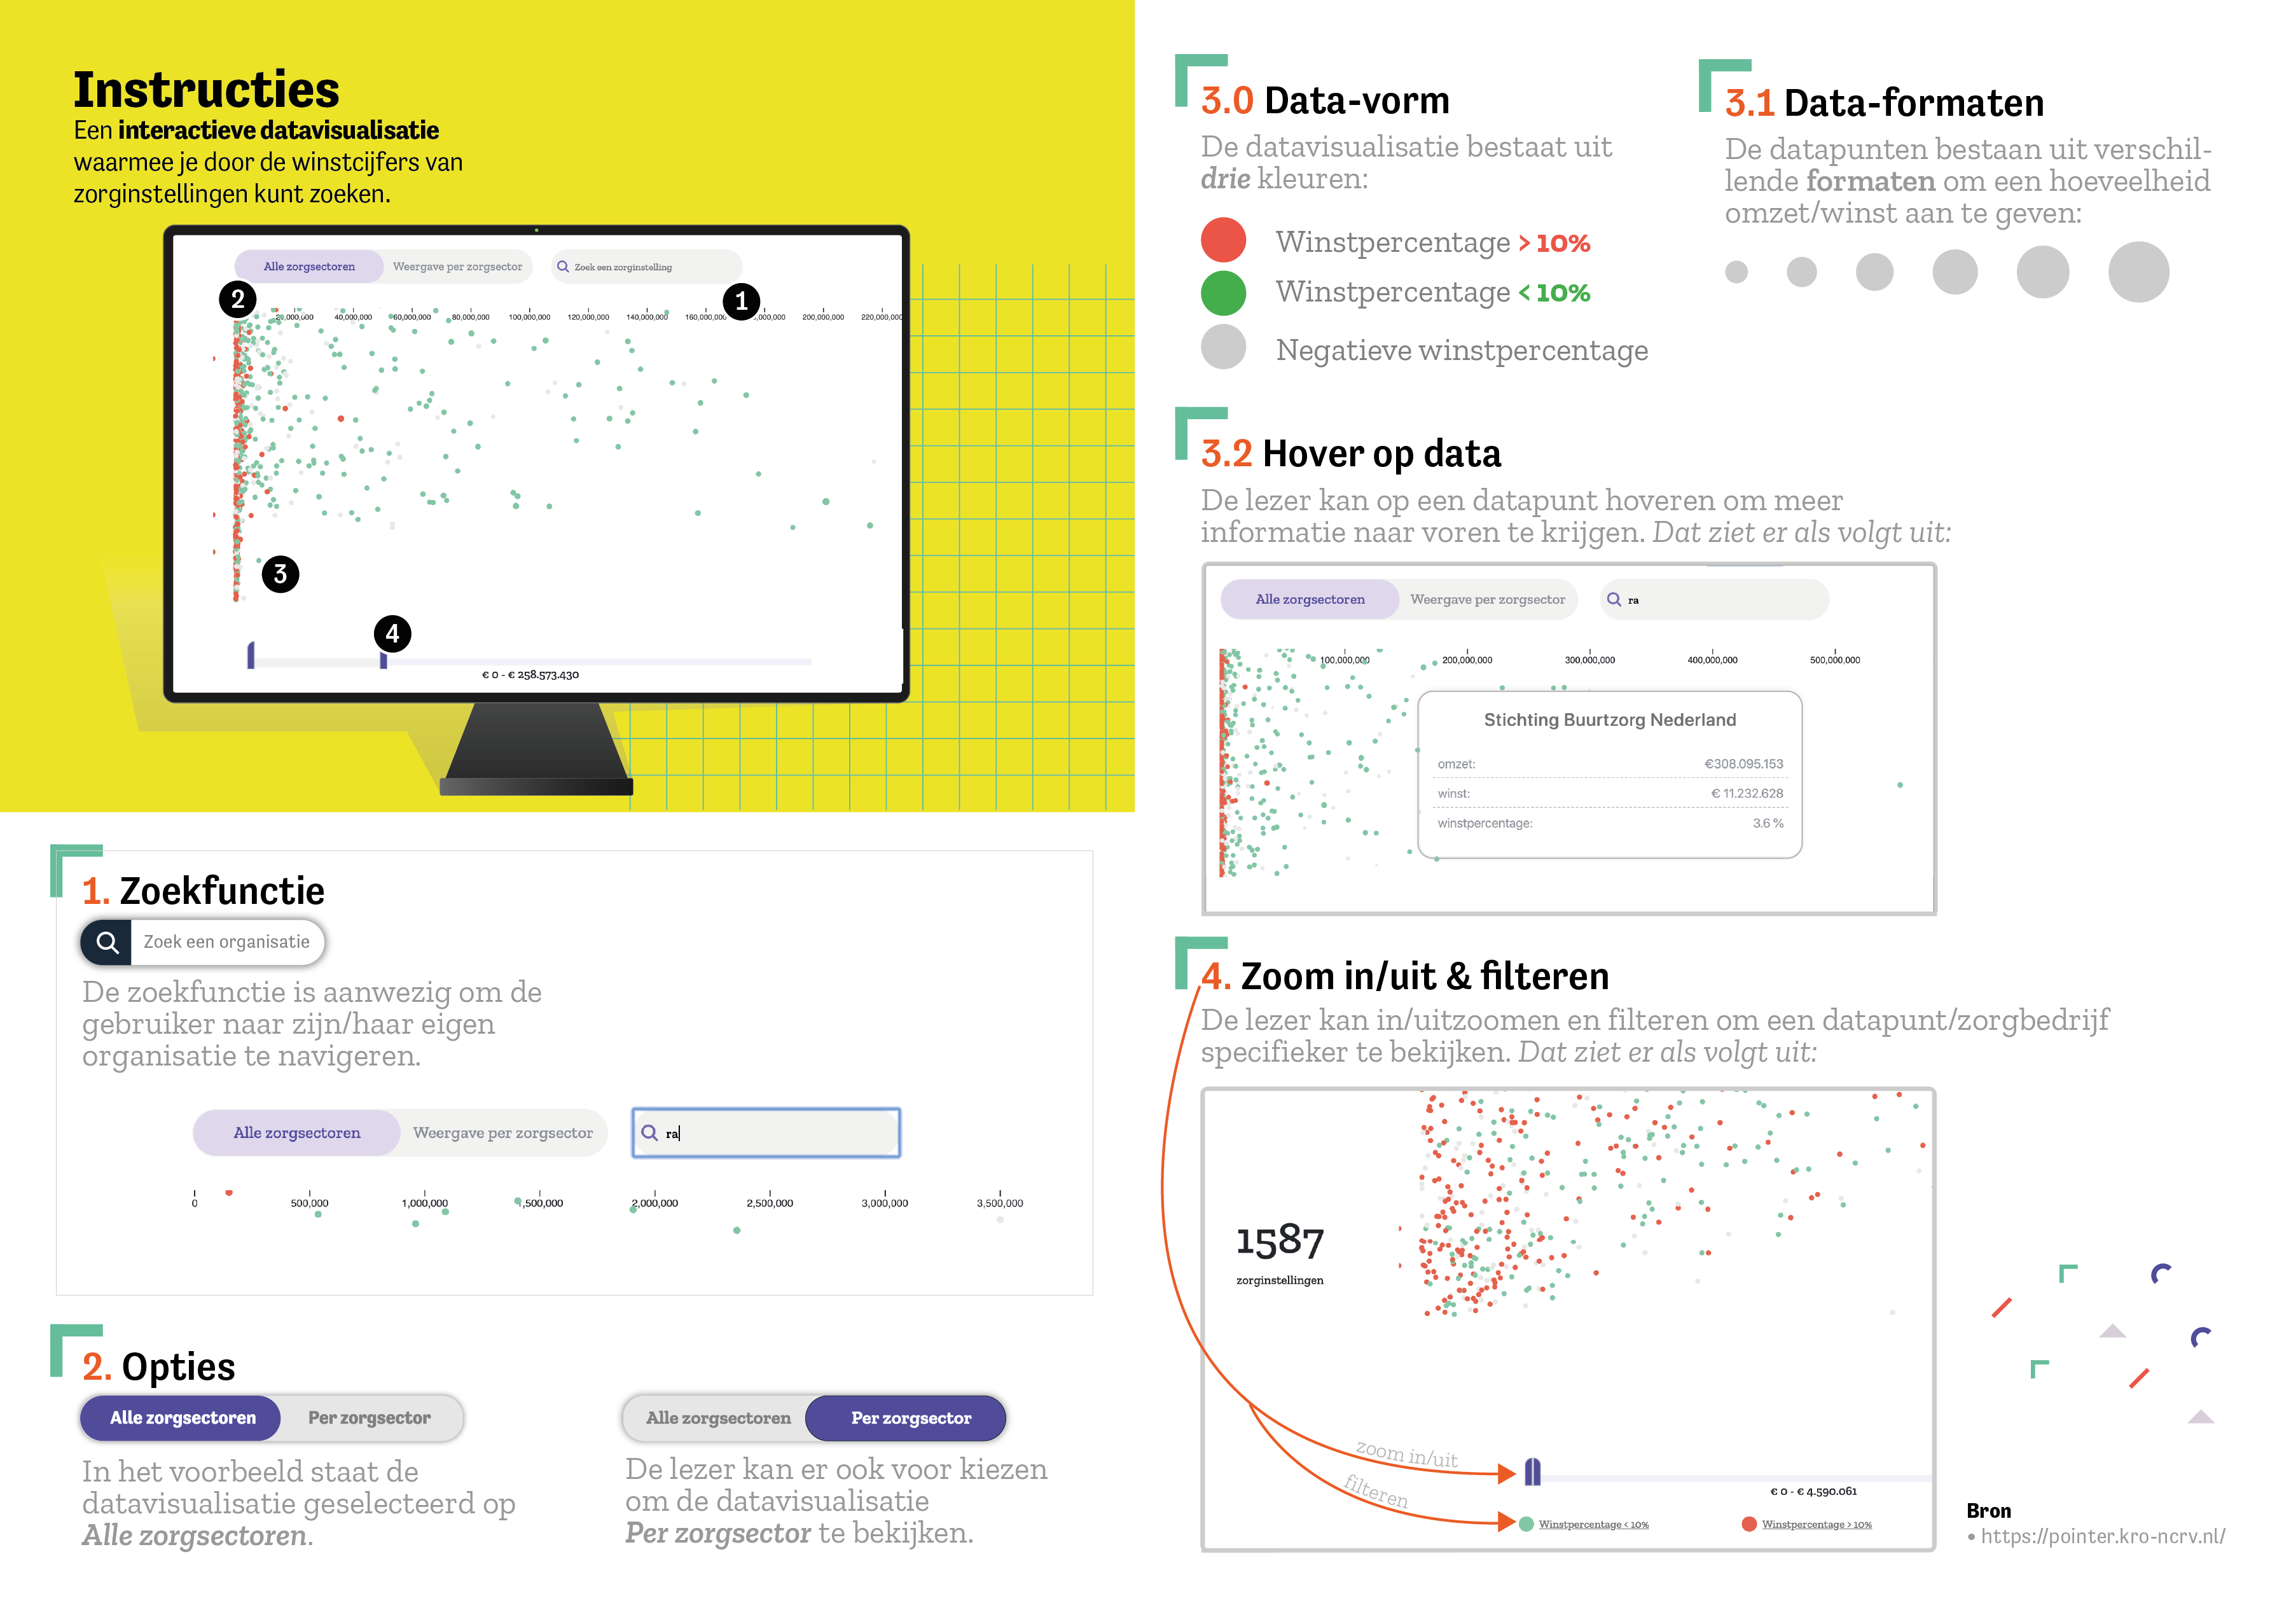 Instructies
Een interactieve datavisualisatie
waarmee je door de winstcijfers van
zorginstellingen kunt zoeken.
Alle zorgsectoren
Weergave per zorgsector
Zoek een zorginstelling
2
1
40,000,000
60,000,000
80,000,000
100,000,000
120,000,000
140,000,000
160,000,000
200,000,000
220,000,000
3
4
€ 0 - € 258.573.430
1. Zoekfunctie
Zoek een organisatie
De zoekfunctie is aanwezig om de
gebruiker naar zijn/haar eigen
organisatie te navigeren.
Alle zorgsectoren
Weergave per zorgsector
ra
0
500,000
1,000,000
1,500,000
2,000,000
2,500,000
3,000,000
3,500,000
2. Opties
Alle zorgsectoren
Per zorgsector
In het voorbeeld staat de
datavisualisatie geselecteerd op
Alle zorgsectoren.
Alle zorgsectoren
Per zorgsector
De lezer kan er ook voor kiezen
om de datavisualisatie
Per zorgsector te bekijken.
3.0 Data-vorm
De datavisualisatie bestaat uit
drie kleuren:
Winstpercentage > 10%
Winstpercentage < 10%
Negatieve winstpercentage
3.1 Data-formaten
De datapunten bestaan uit verschil-
lende formaten om een hoeveelheid
omzet/winst aan te geven:
3.2 Hover op data
De lezer kan op een datapunt hoveren om meer
informatie naar voren te krijgen. Dat ziet er als volgt uit:
Alle zorgsectoren
Weergave per zorgsector
ra
100,000,000
200,000,000
300,000,000
400,000,000
500,000,000
Stichting Buurtzorg Nederland
omzet: €308.095.153
winst: € 11.232.628
winstpercentage: 3.6 %
4. Zoom in/uit & filteren
De lezer kan in/uitzoomen en filteren om een datapunt/zorgbedrijf
specifieker te bekijken. Dat ziet er als volgt uit:
1587
zorginstellingen
zoom in/uit
filteren
€ 0 - € 4.590.061
Winstpercentage < 10%
Winstpercentage > 10%
Bron
• https://pointer.kro-ncrv.nl/